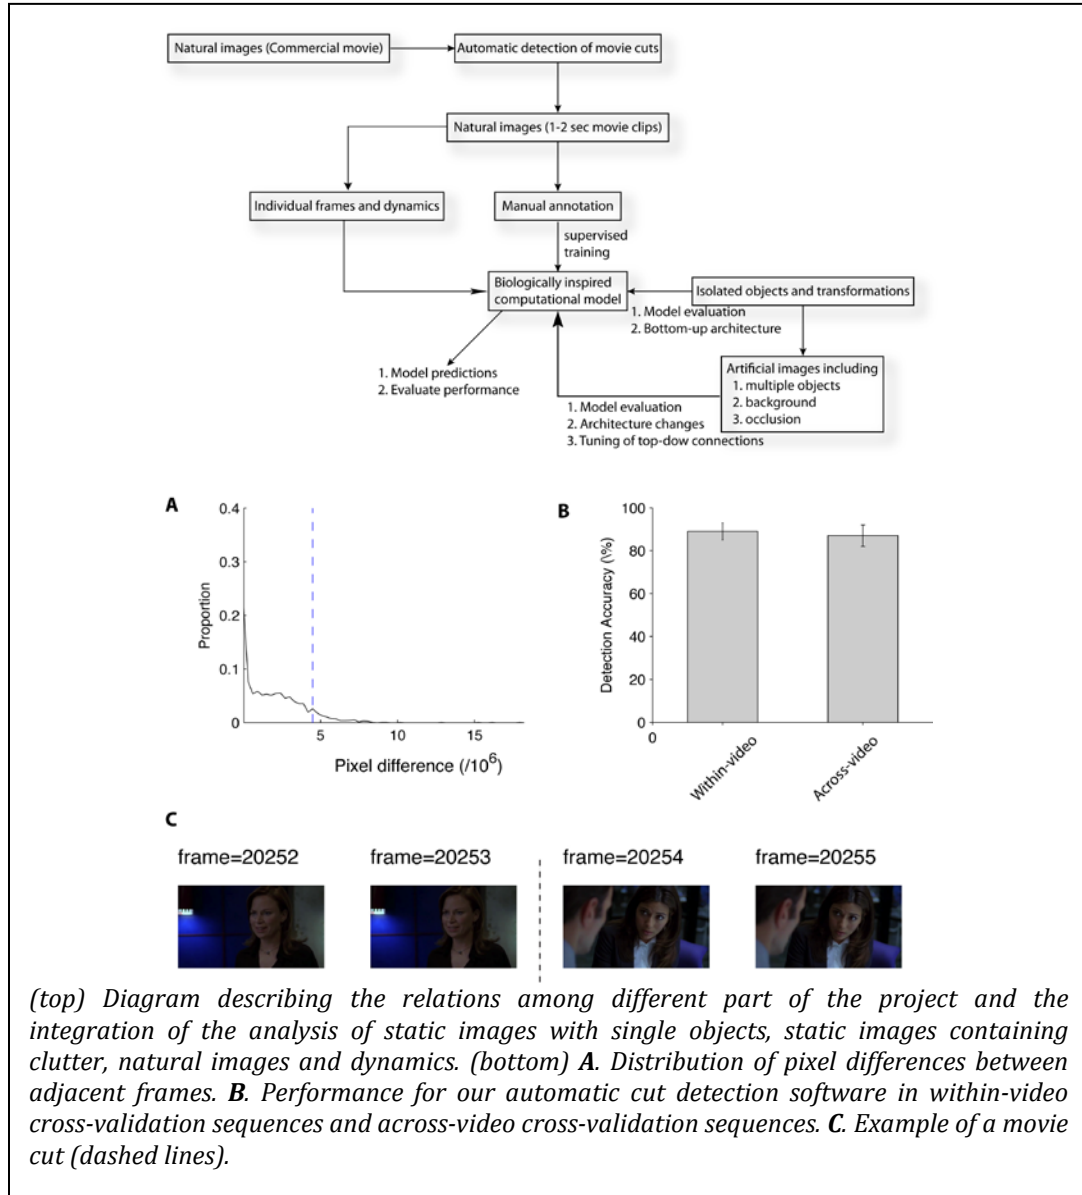 Natural images (Commercial movie)
Automatic detection of movie cuts
Natural images (1-2 sec movie clips)
Individual frames and dynamics
Manual annotation
supervised
training
Biologically inspired
computational model
Isolated objects and transformations
1. Model evaluation
2. Bottom-up architecture
1. Model predictions
2. Evaluate performance
Artificial images including
1. multiple objects
2. background
3. occlusion
1. Model evaluation
2. Architecture changes
3. Tuning of top-dow connections
A
0.4
0.3
0.2
0.1
0
Proportion
5
10
15
Pixel difference (/10^6)
B
100
80
60
40
20
0
0
Detection Accuracy (\%)
Within-video
Across-video
C
frame=20252
frame=20253
frame=20254
frame=20255
(top) Diagram describing the relations among different part of the project and the
integration of the analysis of static images with single objects, static images containing
clutter, natural images and dynamics. (bottom) A. Distribution of pixel differences between
adjacent frames. B. Performance for our automatic cut detection software in within-video
cross-validation sequences and across-video cross-validation sequences. C. Example of a movie
cut (dashed lines).